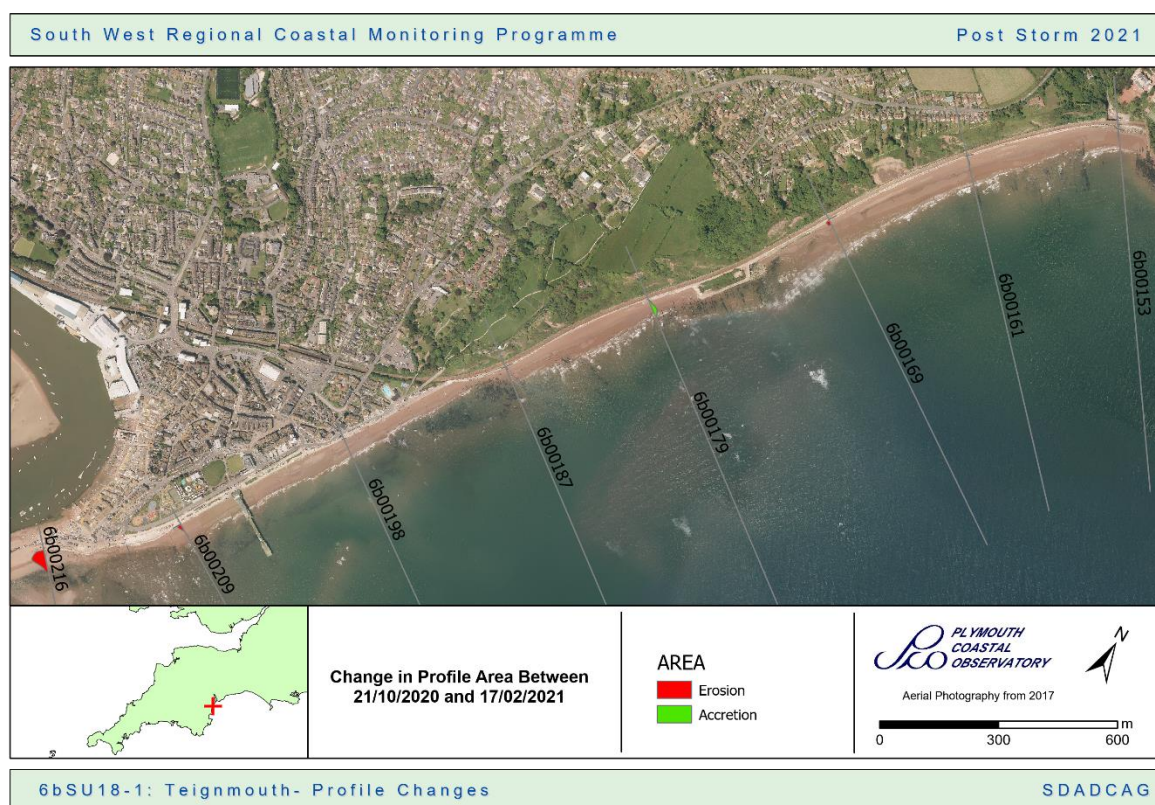 South West Regional Coastal Monitoring Programme
Post Storm 2021
6b00153
6b00161
6b00169
6b00179
6b00187
6b00198
6b00209
6b00216
Change in Profile Area Between
21/10/2020 and 17/02/2021
AREA
Erosion
Accretion
PLYMOUTH
COASTAL
OBSERVATORY
N
Aerial Photography from 2017
m
0 300 600
6bSU18-1: Teignmouth- Profile Changes
SDADCAG